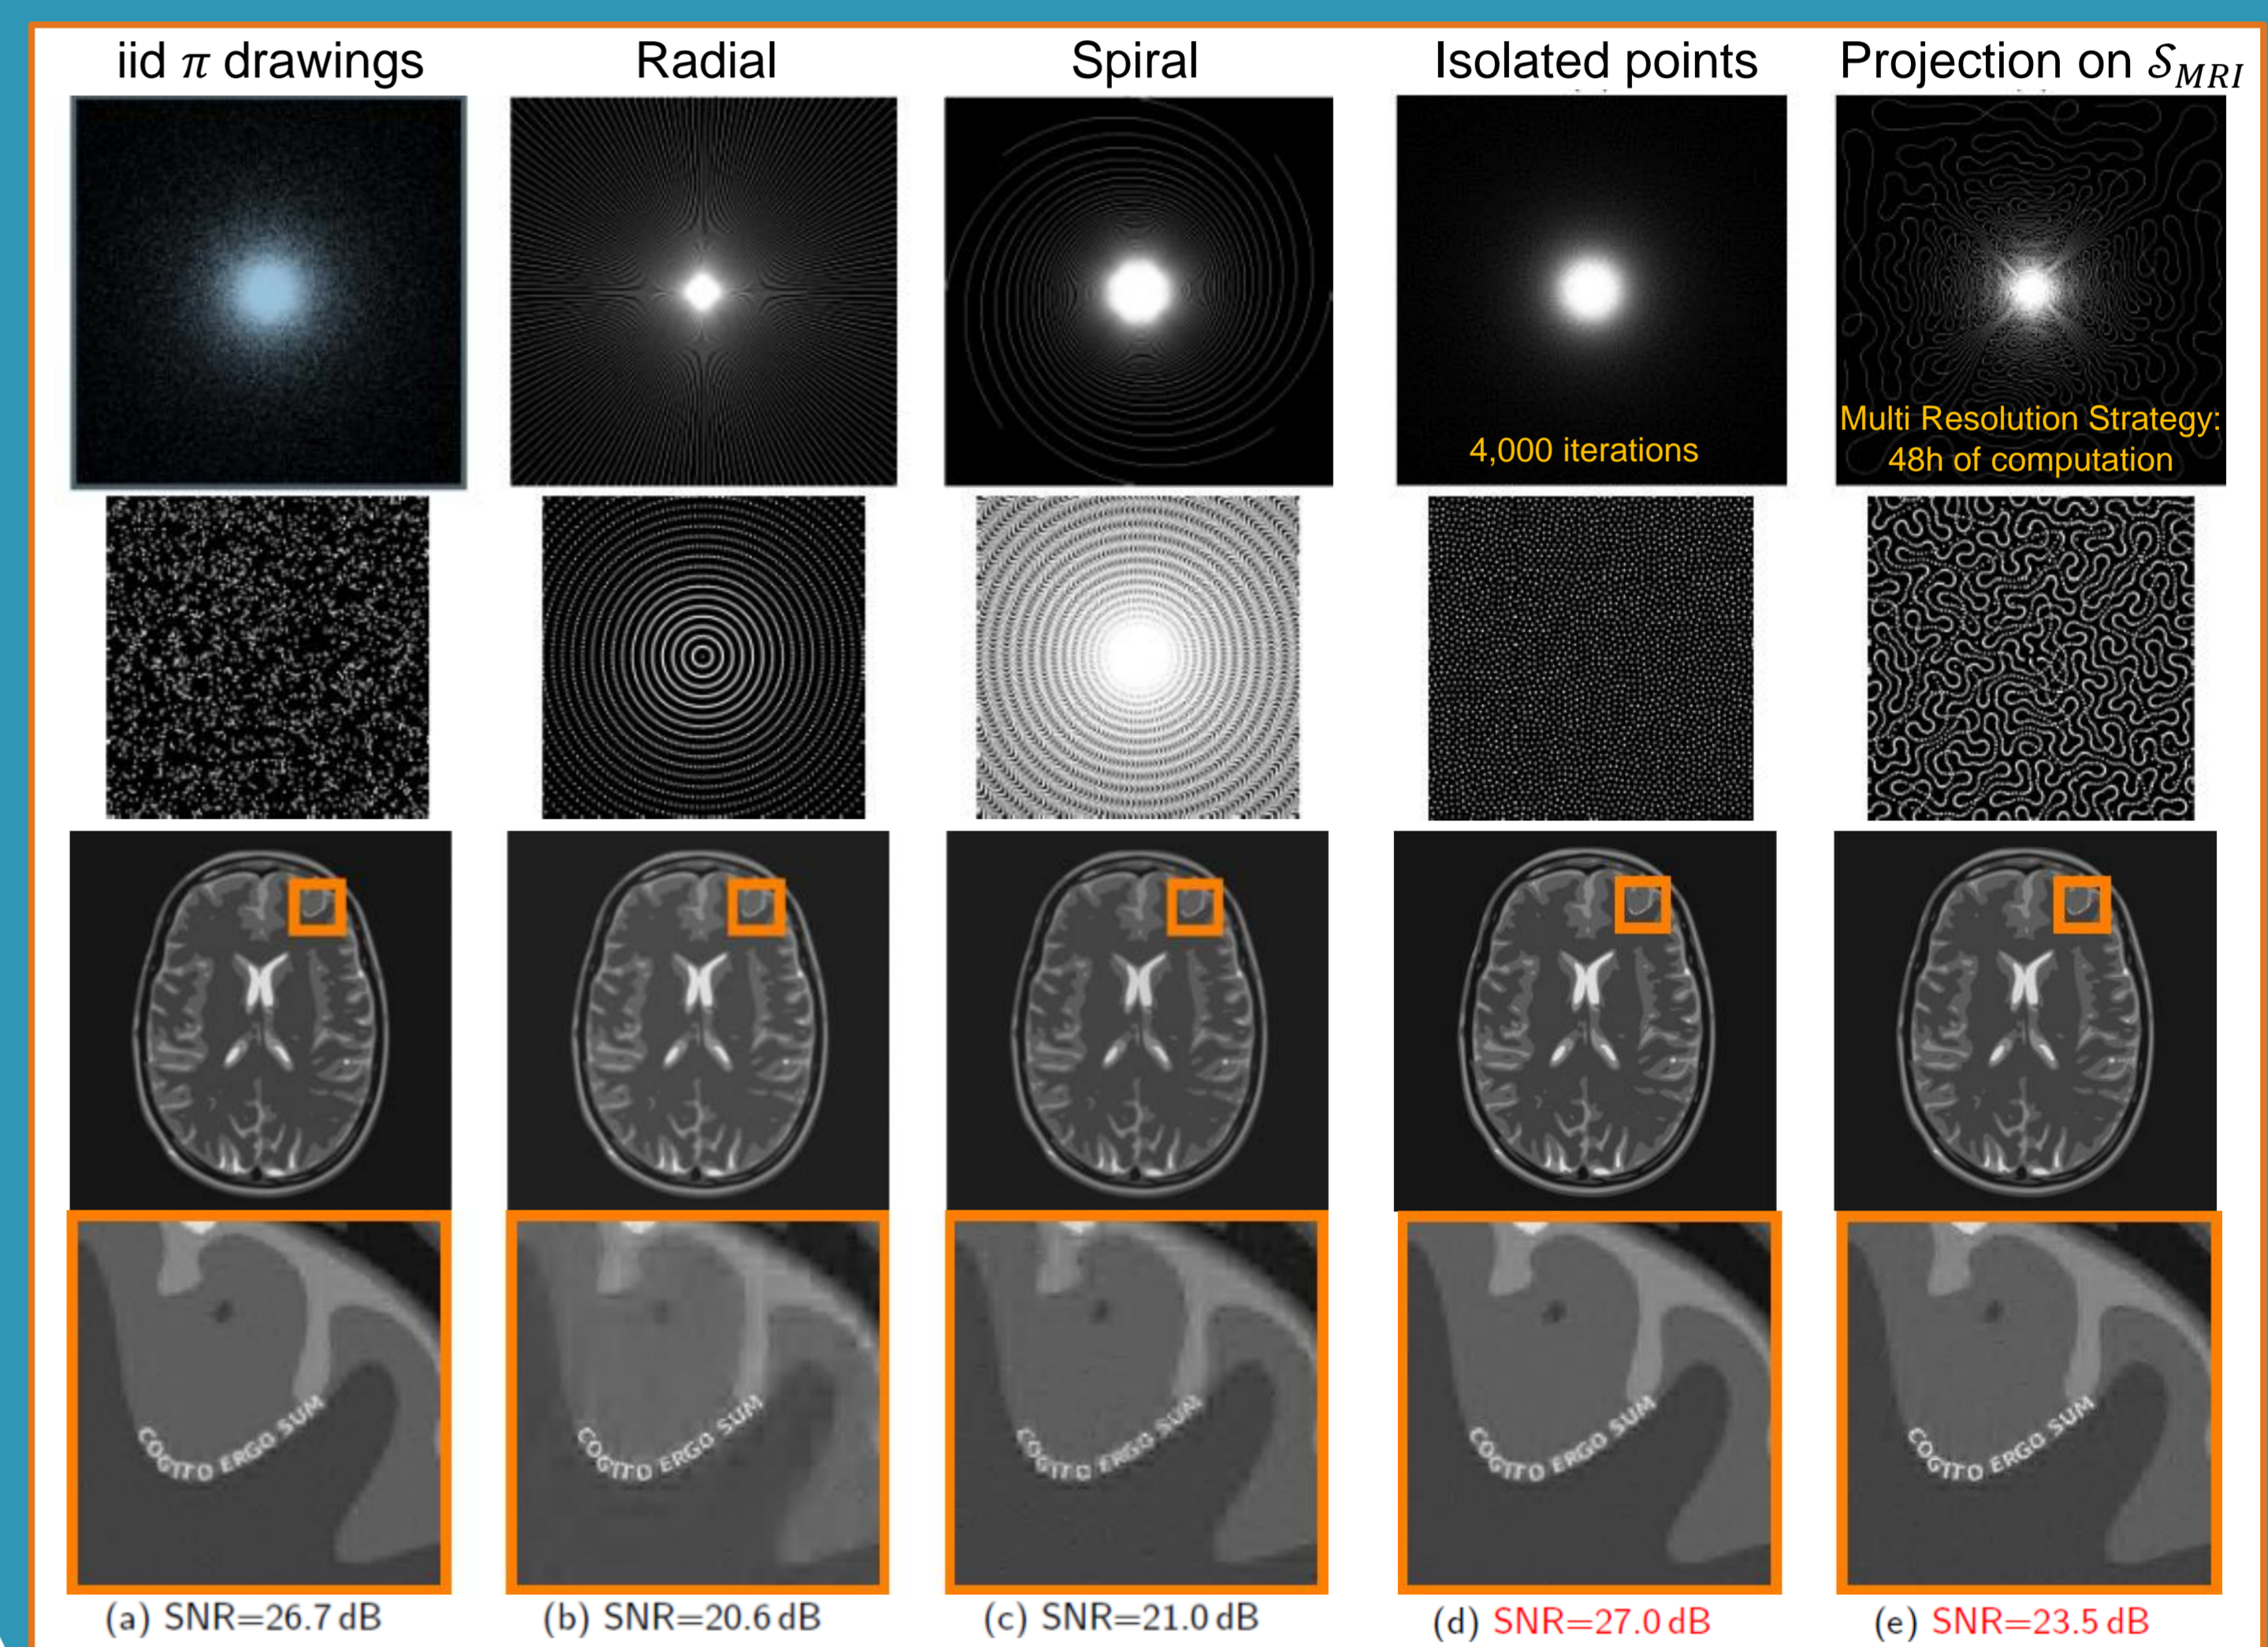 iid π drawings
Radial
Spiral
Isolated points
Projection on 𝒮_MRI
4,000 iterations
Multi Resolution Strategy:
48h of computation
COGITO ERGO SUM
COGITO ERGO SUM
COGITO ERGO SUM
COGITO ERGO SUM
COGITO ERGO SUM
(a) SNR=26.7 dB
(b) SNR=20.6 dB
(c) SNR=21.0 dB
(d) SNR=27.0 dB
(e) SNR=23.5 dB